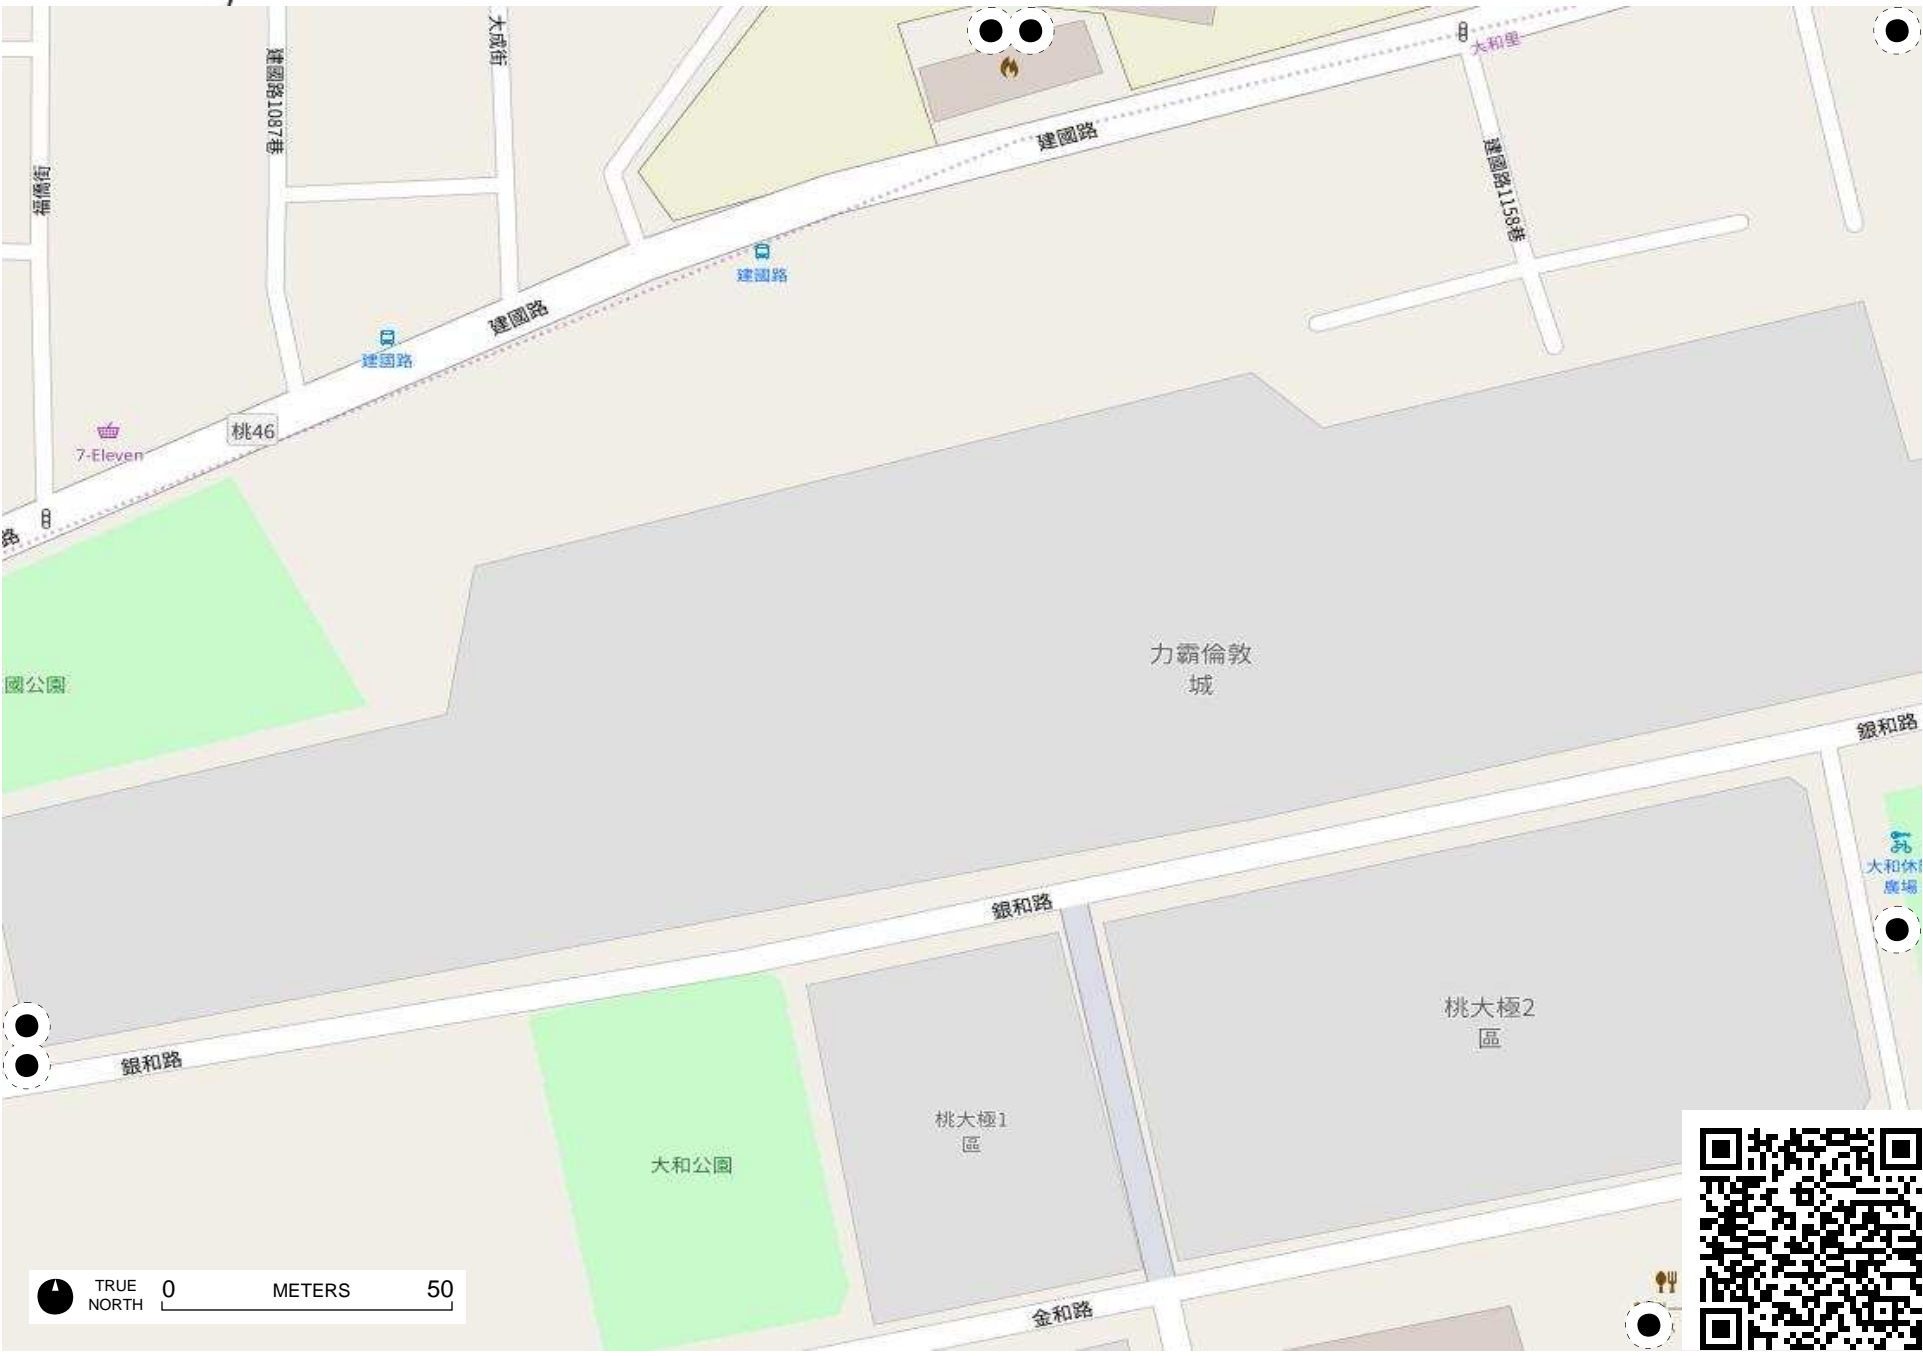 大成街
建國路1087巷
大和里
建國路
建國路1158巷
福僑街
建國路
建國路
建國路
桃46
7-Eleven
路
力霸倫敦
城
國公園
銀和路
大和休
廣場
銀和路
桃大極2
區
銀和路
桃大極1
區
大和公園
TRUE
NORTH
0 METERS 50
金和路